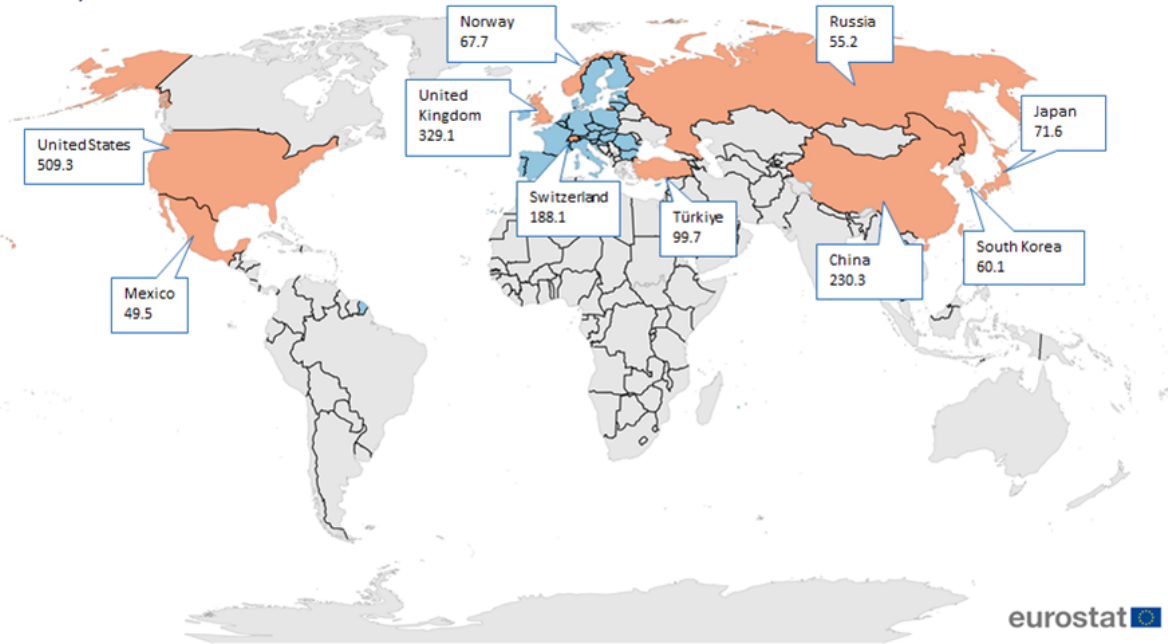 Norway
67.7
Russia
55.2
United
Kingdom
329.1
Japan
71.6
United States
509.3
Switzerland
188.1
Türkiye
99.7
South Korea
60.1
China
230.3
Mexico
49.5
eurostat